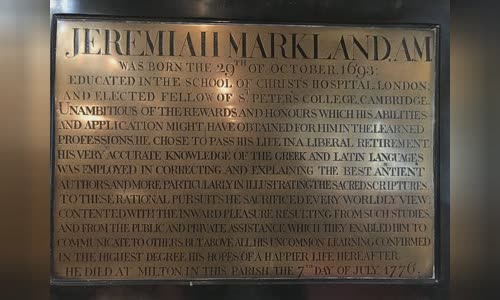 JEREMIAH MARKLAND, AM
WAS BORN THE 29TH OF OCTOBER, 1693;
EDUCATED IN THE SCHOOL OF CHRISTS HOSPITAL, LONDON;
AND ELECTED FELLOW OF ST PETERS COLLEGE, CAMBRIDGE.
UNAMBITIOUS OF THE REWARDS AND HONOURS WHICH HIS ABILITIES
AND APPLICATION MIGHT HAVE OBTAINED FOR HIM IN THE LEARNED
PROFESSIONS, HE CHOSE TO PASS HIS LIFE IN A LIBERAL RETIREMENT.
HIS VERY ACCURATE KNOWLEDGE OF THE GREEK AND LATIN LANGUAGES
WAS EMPLOYED IN CORRECTING AND EXPLAINING THE BEST ANTIENT
AUTHORS, AND MORE PARTICULARLY IN ILLUSTRATING THE SACRED SCRIPTURES.
TO THESE RATIONAL PURSUITS HE SACRIFICED EVERY WORLDLY VIEW;
CONTENTED WITH THE INWARD PLEASURE RESULTING FROM SUCH STUDIES,
AND FROM THE PUBLIC AND PRIVATE ASSISTANCE, WHICH THEY ENABLED HIM TO
COMMUNICATE TO OTHERS. BUT ABOVE ALL HIS UNCOMMON LEARNING CONFIRMED
IN THE HIGHEST DEGREE HIS HOPES OF A HAPPIER LIFE HEREAFTER.
HE DIED AT MILTON IN THIS PARISH THE 7TH DAY OF JULY, 1776.